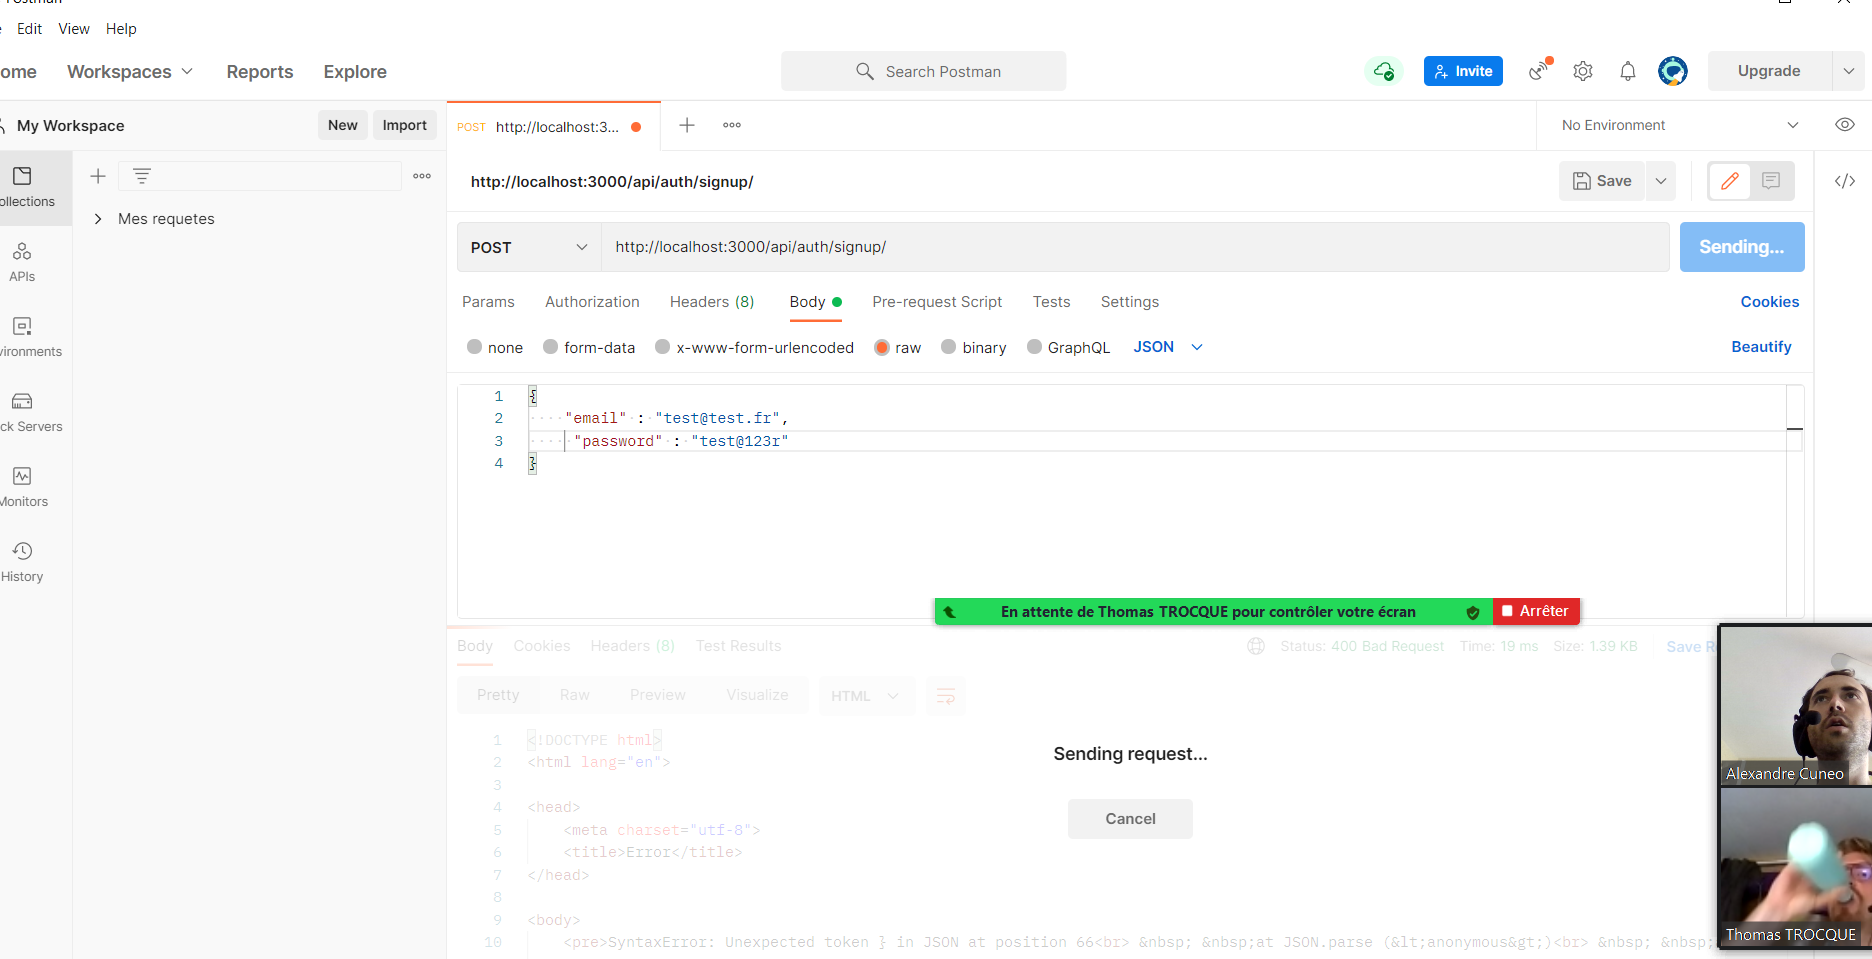 Postman
Edit View Help
ome Workspaces Reports Explore Search Postman Invite Upgrade
My Workspace New Import POST http://localhost:3... No Environment
ollections
http://localhost:3000/api/auth/signup/ Save
Mes requetes
POST http://localhost:3000/api/auth/signup/ Sending...
APIs
Params Authorization Headers (8) Body Pre-request Script Tests Settings Cookies
vironments
none form-data x-www-form-urlencoded raw binary GraphQL JSON Beautify
1 {
2 "email" : "test@test.fr",
ck Servers
3 "password" : "test@123r"
4 }
Monitors
History
En attente de Thomas TROCQUE pour contrôler votre écran Arrêter
Body Cookies Headers (8) Test Results Status: 400 Bad Request Time: 19 ms Size: 1.39 KB Save R
Pretty Raw Preview Visualize HTML
1 <!DOCTYPE html>
2 <html lang="en">
3
Sending request...
4 <head>
5 <meta charset="utf-8">
6 <title>Error</title>
7 </head>
Cancel
8
9 <body>
10 <pre>SyntaxError: Unexpected token } in JSON at position 66<br> &nbsp; &nbsp;at JSON.parse (&lt;anonymous&gt;)<br> &nbsp; &nbsp;
Alexandre Cuneo
Thomas TROCQUE